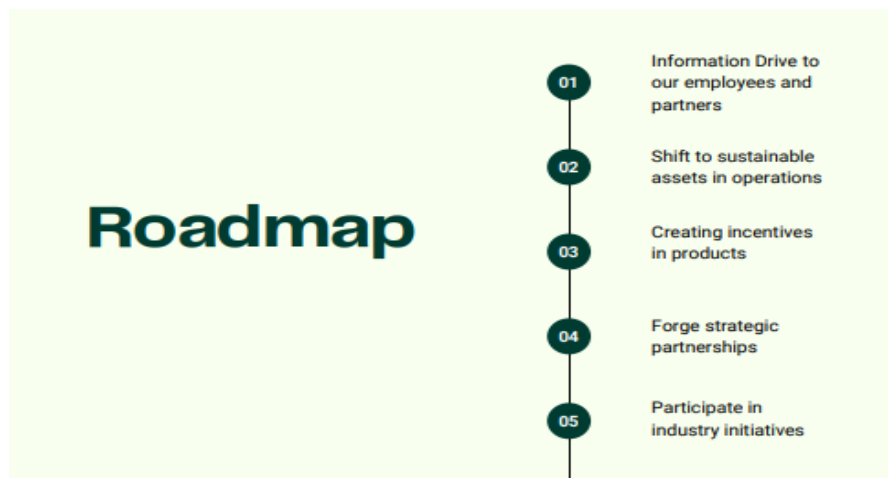 Roadmap
01
Information Drive to
our employees and
partners
02
Shift to sustainable
assets in operations
03
Creating incentives
in products
04
Forge strategic
partnerships
05
Participate in
industry initiatives